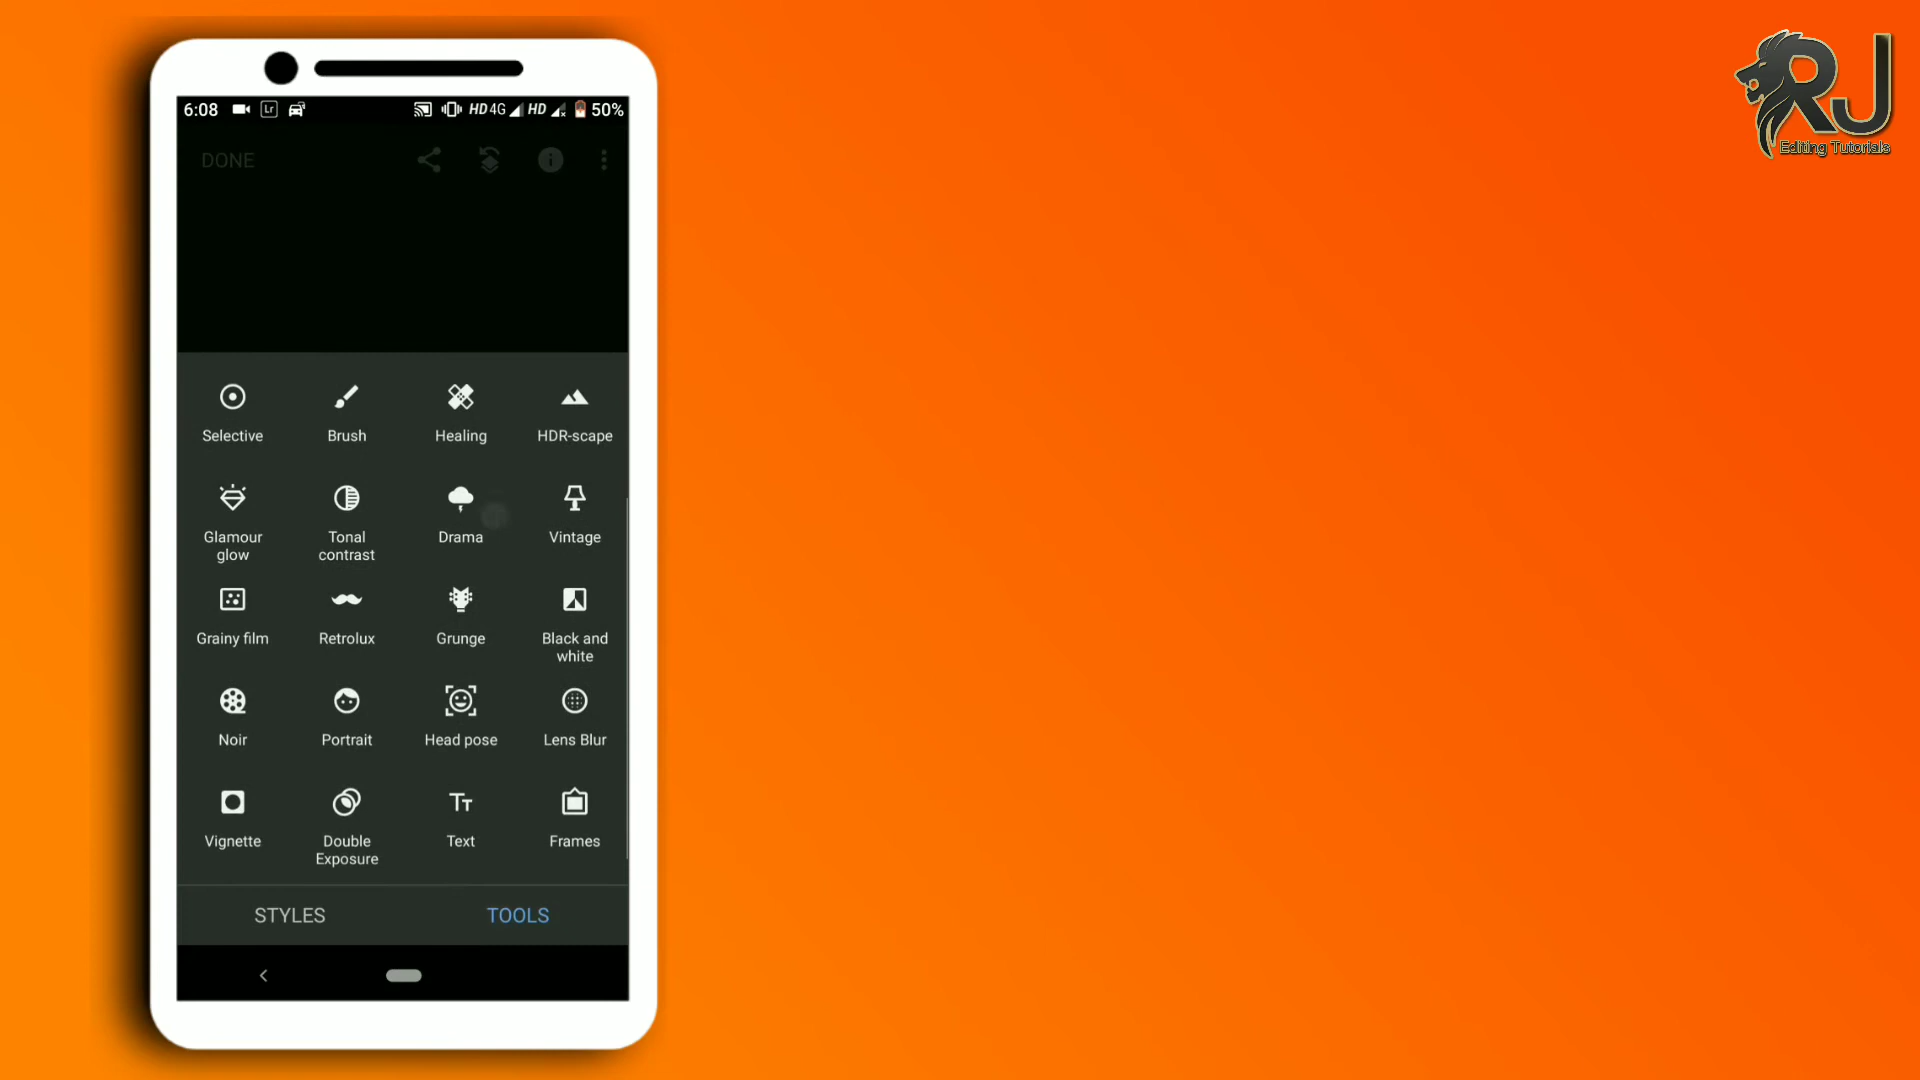 6:08 Lr HD 4G HD 50%
DONE
Selective Brush Healing HDR-scape
Glamour glow Tonal contrast Drama Vintage
Grainy film Retrolux Grunge Black and white
Noir Portrait Head pose Lens Blur
Vignette Double Exposure Text Frames
STYLES TOOLS
RJ
Editing Tutorials